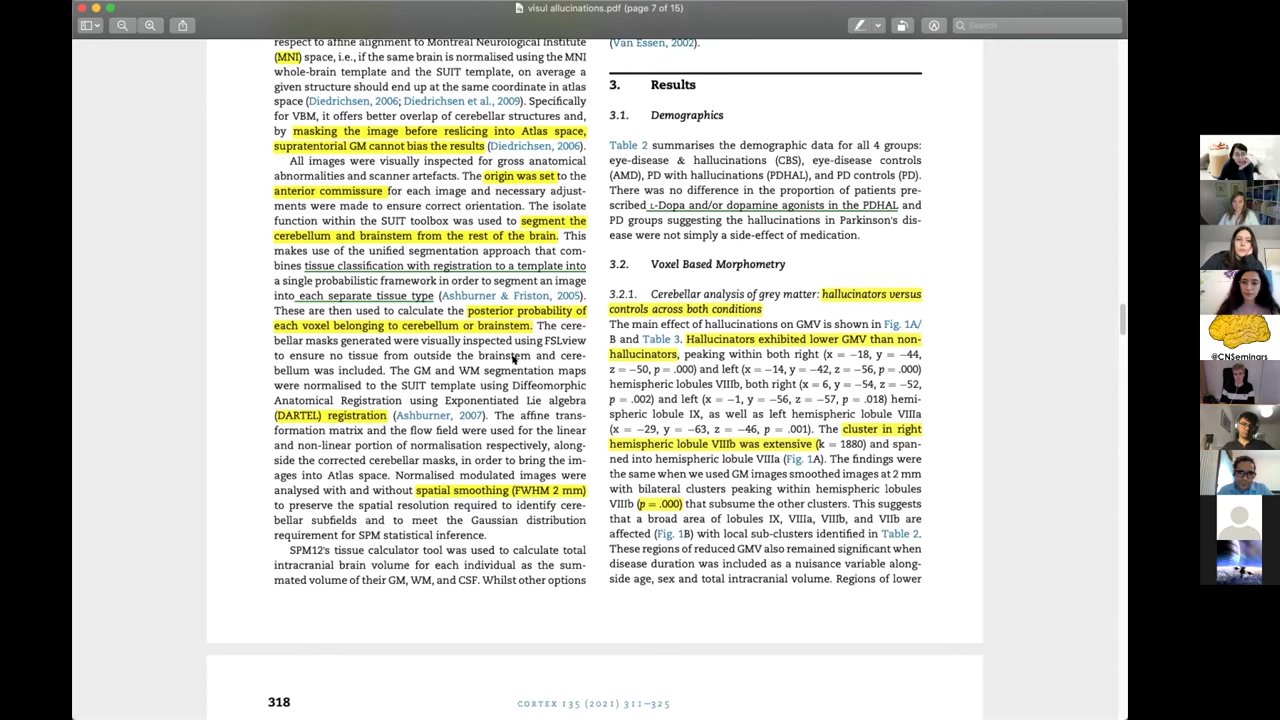 visul allucinations.pdf (page 7 of 15)
Search
respect to affine alignment to Montreal Neurological Institute
(MNI) space, i.e., if the same brain is normalised using the MNI
whole-brain template and the SUIT template, on average a
given structure should end up at the same coordinate in atlas
space (Diedrichsen, 2006; Diedrichsen et al., 2009). Specifically
for VBM, it offers better overlap of cerebellar structures and,
by masking the image before reslicing into Atlas space,
supratentorial GM cannot bias the results (Diedrichsen, 2006).
All images were visually inspected for gross anatomical
abnormalities and scanner artefacts. The origin was set to the
anterior commissure for each image and necessary adjust-
ments were made to ensure correct orientation. The isolate
function within the SUIT toolbox was used to segment the
cerebellum and brainstem from the rest of the brain. This
makes use of the unified segmentation approach that com-
bines tissue classification with registration to a template into
a single probabilistic framework in order to segment an image
into each separate tissue type (Ashburner & Friston, 2005).
These are then used to calculate the posterior probability of
each voxel belonging to cerebellum or brainstem. The cere-
bellar masks generated were visually inspected using FSLview
to ensure no tissue from outside the brainstem and cere-
bellum was included. The GM and WM segmentation maps
were normalised to the SUIT template using Diffeomorphic
Anatomical Registration using Exponentiated Lie algebra
(DARTEL) registration (Ashburner, 2007). The affine trans-
formation matrix and the flow field were used for the linear
and non-linear portion of normalisation respectively, along-
side the corrected cerebellar masks, in order to bring the im-
ages into Atlas space. Normalised modulated images were
analysed with and without spatial smoothing (FWHM 2 mm)
to preserve the spatial resolution required to identify cere-
bellar subfields and to meet the Gaussian distribution
requirement for SPM statistical inference.
SPM12's tissue calculator tool was used to calculate total
intracranial brain volume for each individual as the sum-
mated volume of their GM, WM, and CSF. Whilst other options
(Van Essen, 2002).
3. Results
3.1. Demographics
Table 2 summarises the demographic data for all 4 groups:
eye-disease & hallucinations (CBS), eye-disease controls
(AMD), PD with hallucinations (PDHAL), and PD controls (PD).
There was no difference in the proportion of patients pre-
scribed L-Dopa and/or dopamine agonists in the PDHAL and
PD groups suggesting the hallucinations in Parkinson's dis-
ease were not simply a side-effect of medication.
3.2. Voxel Based Morphometry
3.2.1. Cerebellar analysis of grey matter: hallucinators versus
controls across both conditions
The main effect of hallucinations on GMV is shown in Fig. 1A/
B and Table 3. Hallucinators exhibited lower GMV than non-
hallucinators, peaking within both right (x = −18, y = −44,
z = −50, p = .000) and left (x = −14, y = −42, z = −56, p = .000)
hemispheric lobules VIIIb, both right (x = 6, y = −54, z = −52,
p = .002) and left (x = −1, y = −56, z = −57, p = .018) hemi-
spheric lobule IX, as well as left hemispheric lobule VIIIa
(x = −29, y = −63, z = −46, p = .001). The cluster in right
hemispheric lobule VIIIb was extensive (k = 1880) and span-
ned into hemispheric lobule VIIIa (Fig. 1A). The findings were
the same when we used GM images smoothed images at 2 mm
with bilateral clusters peaking within hemispheric lobules
VIIIb (p = .000) that subsume the other clusters. This suggests
that a broad area of lobules IX, VIIIa, VIIIb, and VIIb are
affected (Fig. 1B) with local sub-clusters identified in Table 2.
These regions of reduced GMV also remained significant when
disease duration was included as a nuisance variable along-
side age, sex and total intracranial volume. Regions of lower
318
CORTEX 135 (2021) 311–325
@CNSeminars